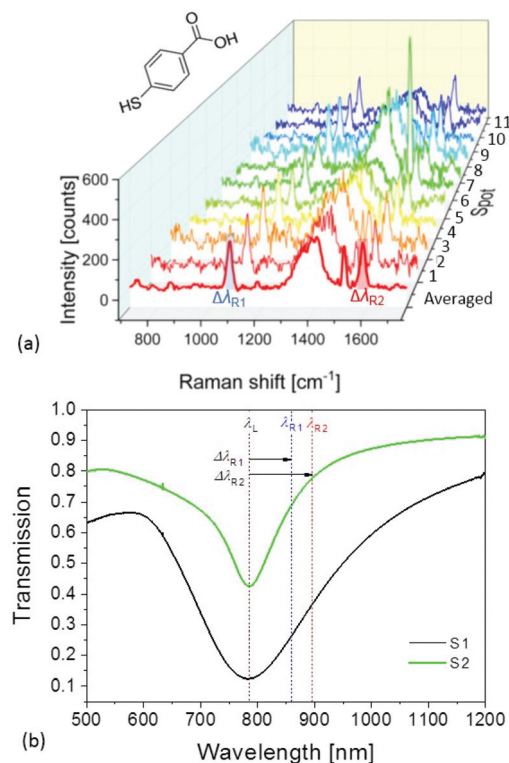 O
OH
HS
600
400
200
0
Intensity [counts]
800 1000 1200 1400 1600
Raman shift [cm⁻¹]
ΔλR1
ΔλR2
11
10
9
8
7
6
5
4
3
2
1
Averaged
Spot
(a)
λL λR1 λR2
ΔλR1
ΔλR2
1.0
0.9
0.8
0.7
0.6
0.5
0.4
0.3
0.2
0.1
Transmission
S1
S2
500 600 700 800 900 1000 1100 1200
Wavelength [nm]
(b)